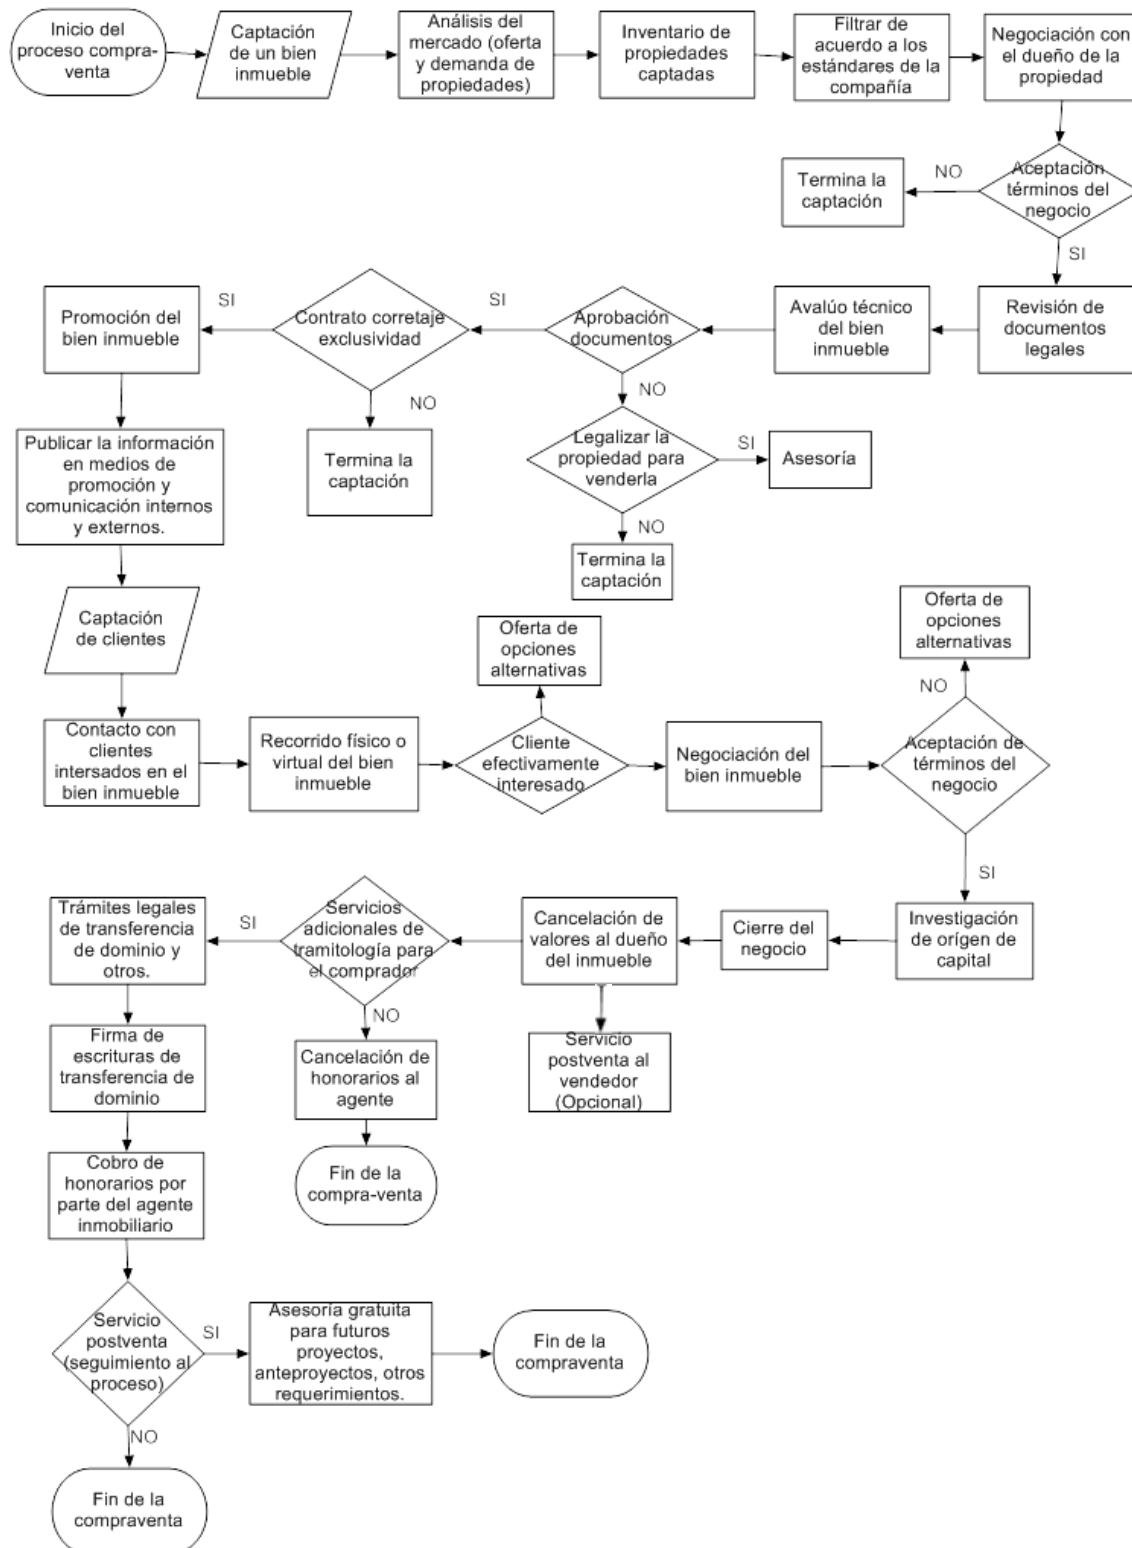 Inicio del
proceso compra-
venta
Captación
de un bien
inmueble
Análisis del
mercado (oferta
y demanda de
propiedades)
Inventario de
propiedades
captadas
Filtrar de
acuerdo a los
estándares de la
compañía
Negociación con
el dueño de la
propiedad
Aceptación
términos del
negocio
NO
Termina la
captación
SI
Revisión de
documentos
legales
Avalúo técnico
del bien
inmueble
Aprobación
documentos
SI
Contrato corretaje
exclusividad
SI
Promoción del
bien inmueble
NO
Termina la
captación
NO
Legalizar la
propiedad para
venderla
SI
Asesoría
NO
Termina la
captación
Publicar la información
en medios de
promoción y
comunicación internos
y externos.
Captación
de clientes
Contacto con
clientes
intersados en el
bien inmueble
Recorrido físico o
virtual del bien
inmueble
Cliente
efectivamente
interesado
Oferta de
opciones
alternativas
Negociación del
bien inmueble
Aceptación de
términos del
negocio
NO
Oferta de
opciones
alternativas
SI
Investigación
de orígen de
capital
Cierre del
negocio
Cancelación de
valores al dueño
del inmueble
Servicio
postventa al
vendedor
(Opcional)
Servicios
adicionales de
tramitología para
el comprador
NO
Cancelación de
honorarios al
agente
Fin de la
compra-venta
SI
Trámites legales
de transferencia
de dominio y
otros.
Firma de
escrituras de
transferencia de
dominio
Cobro de
honorarios por
parte del agente
inmobiliario
Servicio
postventa
(seguimiento al
proceso)
SI
Asesoría gratuita
para futuros
proyectos,
anteproyectos, otros
requerimientos.
Fin de la
compraventa
NO
Fin de la
compraventa